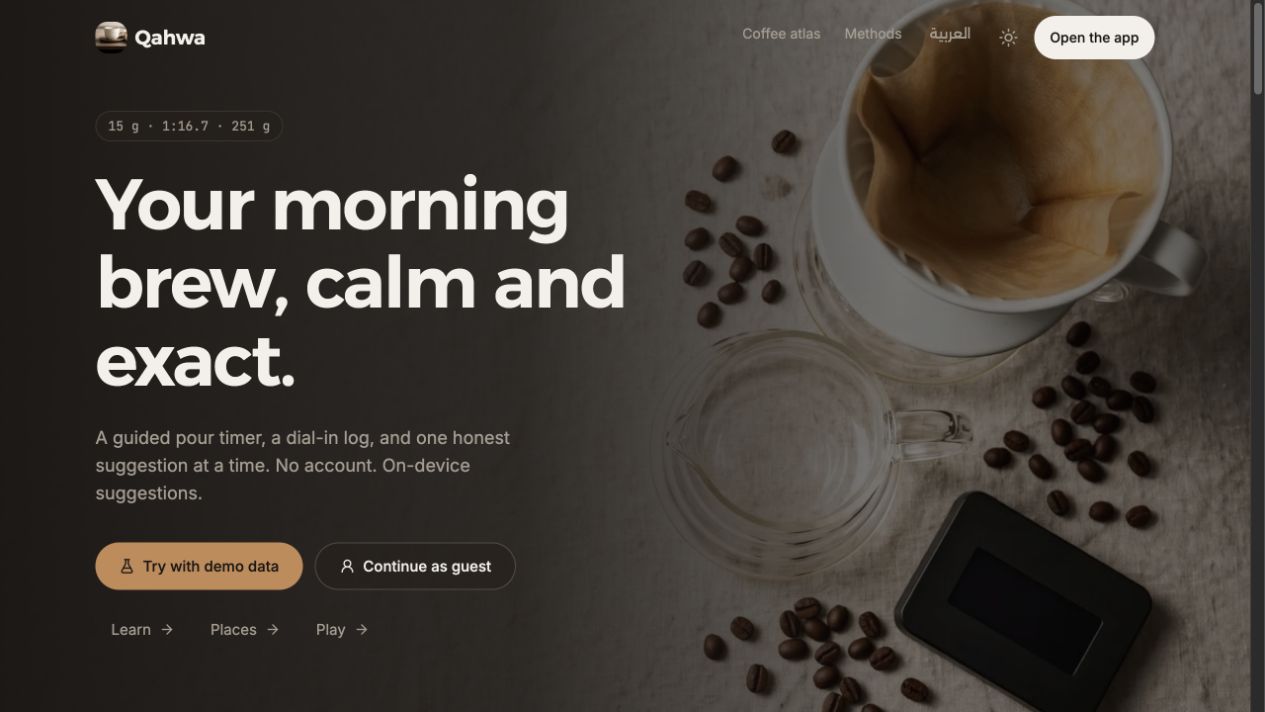 Qahwa
Coffee atlas
Methods
العربية
Open the app
15 g · 1:16.7 · 251 g
Your morning
brew, calm and
exact.
A guided pour timer, a dial-in log, and one honest
suggestion at a time. No account. On-device
suggestions.
Try with demo data
Continue as guest
Learn →
Places →
Play →